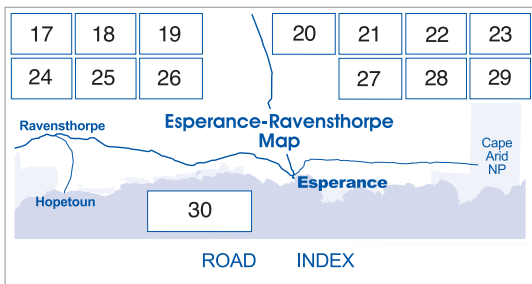 17 18 19 20 21 22 23
24 25 26 27 28 29
Esperance-Ravensthorpe
Map
Ravensthorpe
Cape
Arid
NP
Esperance
Hopetoun
30
ROAD INDEX